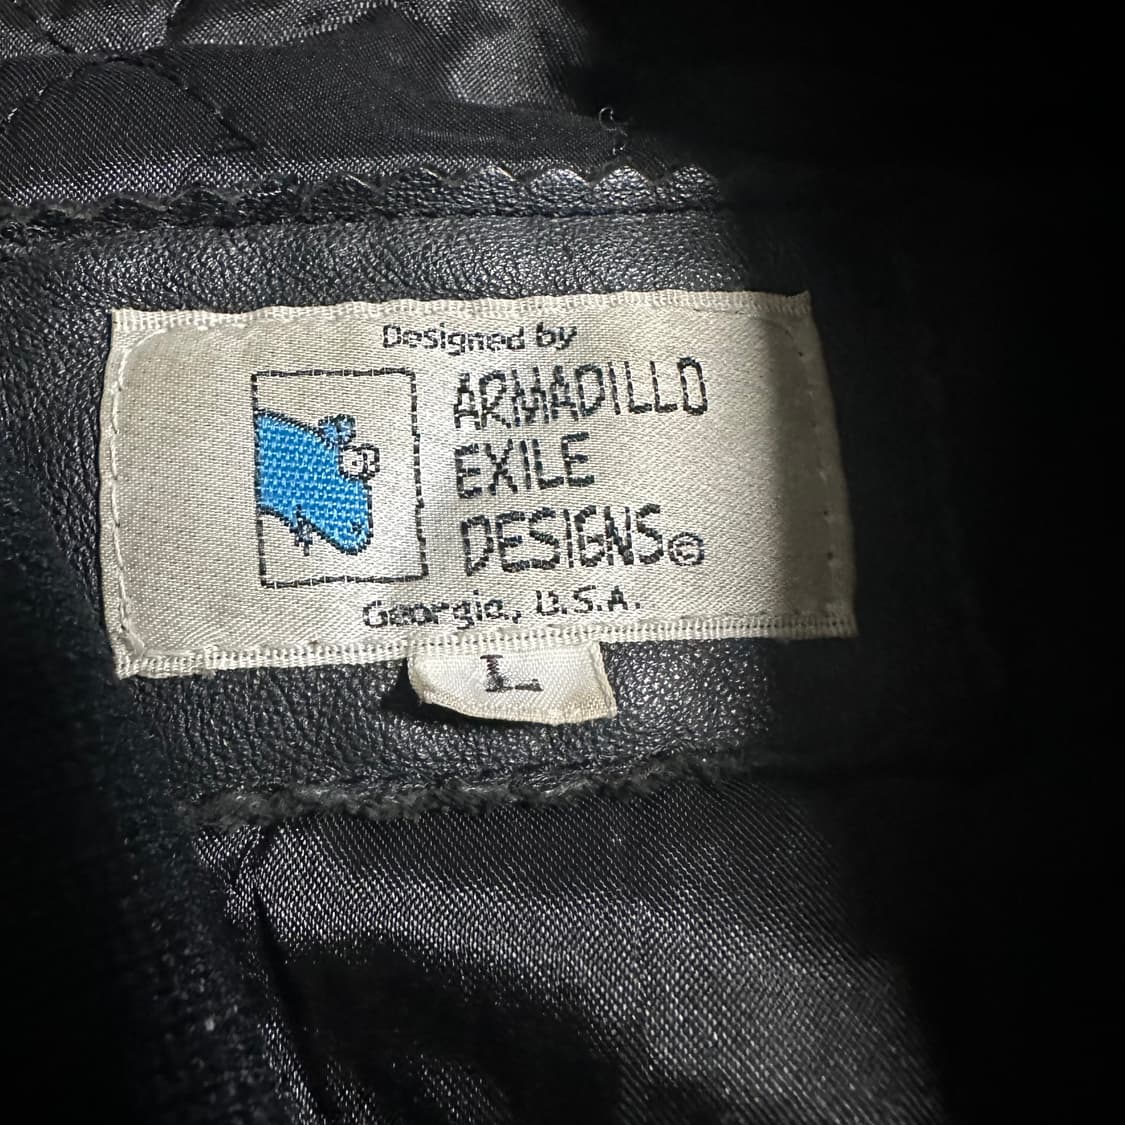 Designed by
ARMADILLO
EXILE
DESIGNS©
Georgia, U.S.A.
L